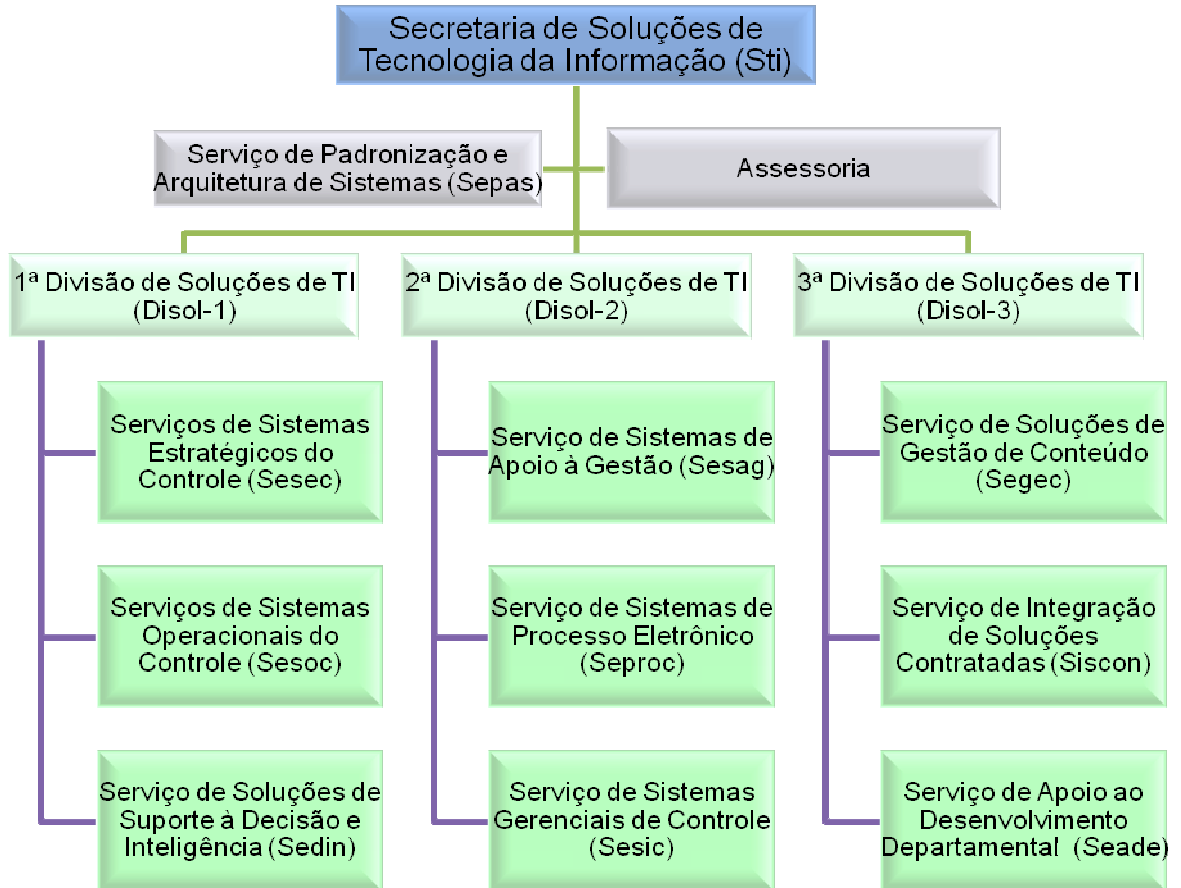 Secretaria de Soluções de
Tecnologia da Informação (Sti)
Serviço de Padronização e
Arquitetura de Sistemas (Sepas)
Assessoria
1ª Divisão de Soluções de TI
(Disol-1)
2ª Divisão de Soluções de TI
(Disol-2)
3ª Divisão de Soluções de TI
(Disol-3)
Serviços de Sistemas
Estratégicos do
Controle (Sesec)
Serviço de Sistemas de
Apoio à Gestão (Sesag)
Serviço de Soluções de
Gestão de Conteúdo
(Segec)
Serviços de Sistemas
Operacionais do
Controle (Sesoc)
Serviço de Sistemas de
Processo Eletrônico
(Seproc)
Serviço de Integração
de Soluções
Contratadas (Siscon)
Serviço de Soluções de
Suporte à Decisão e
Inteligência (Sedin)
Serviço de Sistemas
Gerenciais de Controle
(Sesic)
Serviço de Apoio ao
Desenvolvimento
Departamental (Seade)